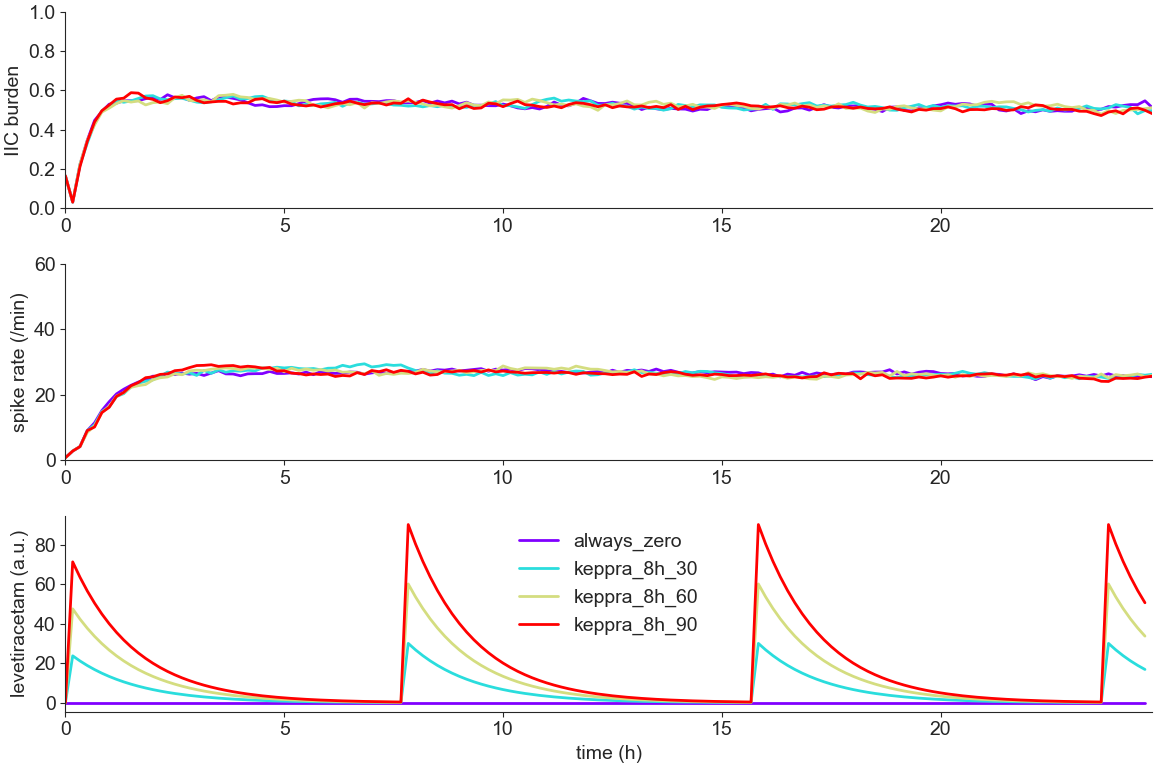 IIC burden
1.0
0.8
0.6
0.4
0.2
0.0
0 5 10 15 20
spike rate (/min)
60
40
20
0
0 5 10 15 20
levetiracetam (a.u.)
80
60
40
20
0
always_zero
keppra_8h_30
keppra_8h_60
keppra_8h_90
0 5 10 15 20
time (h)